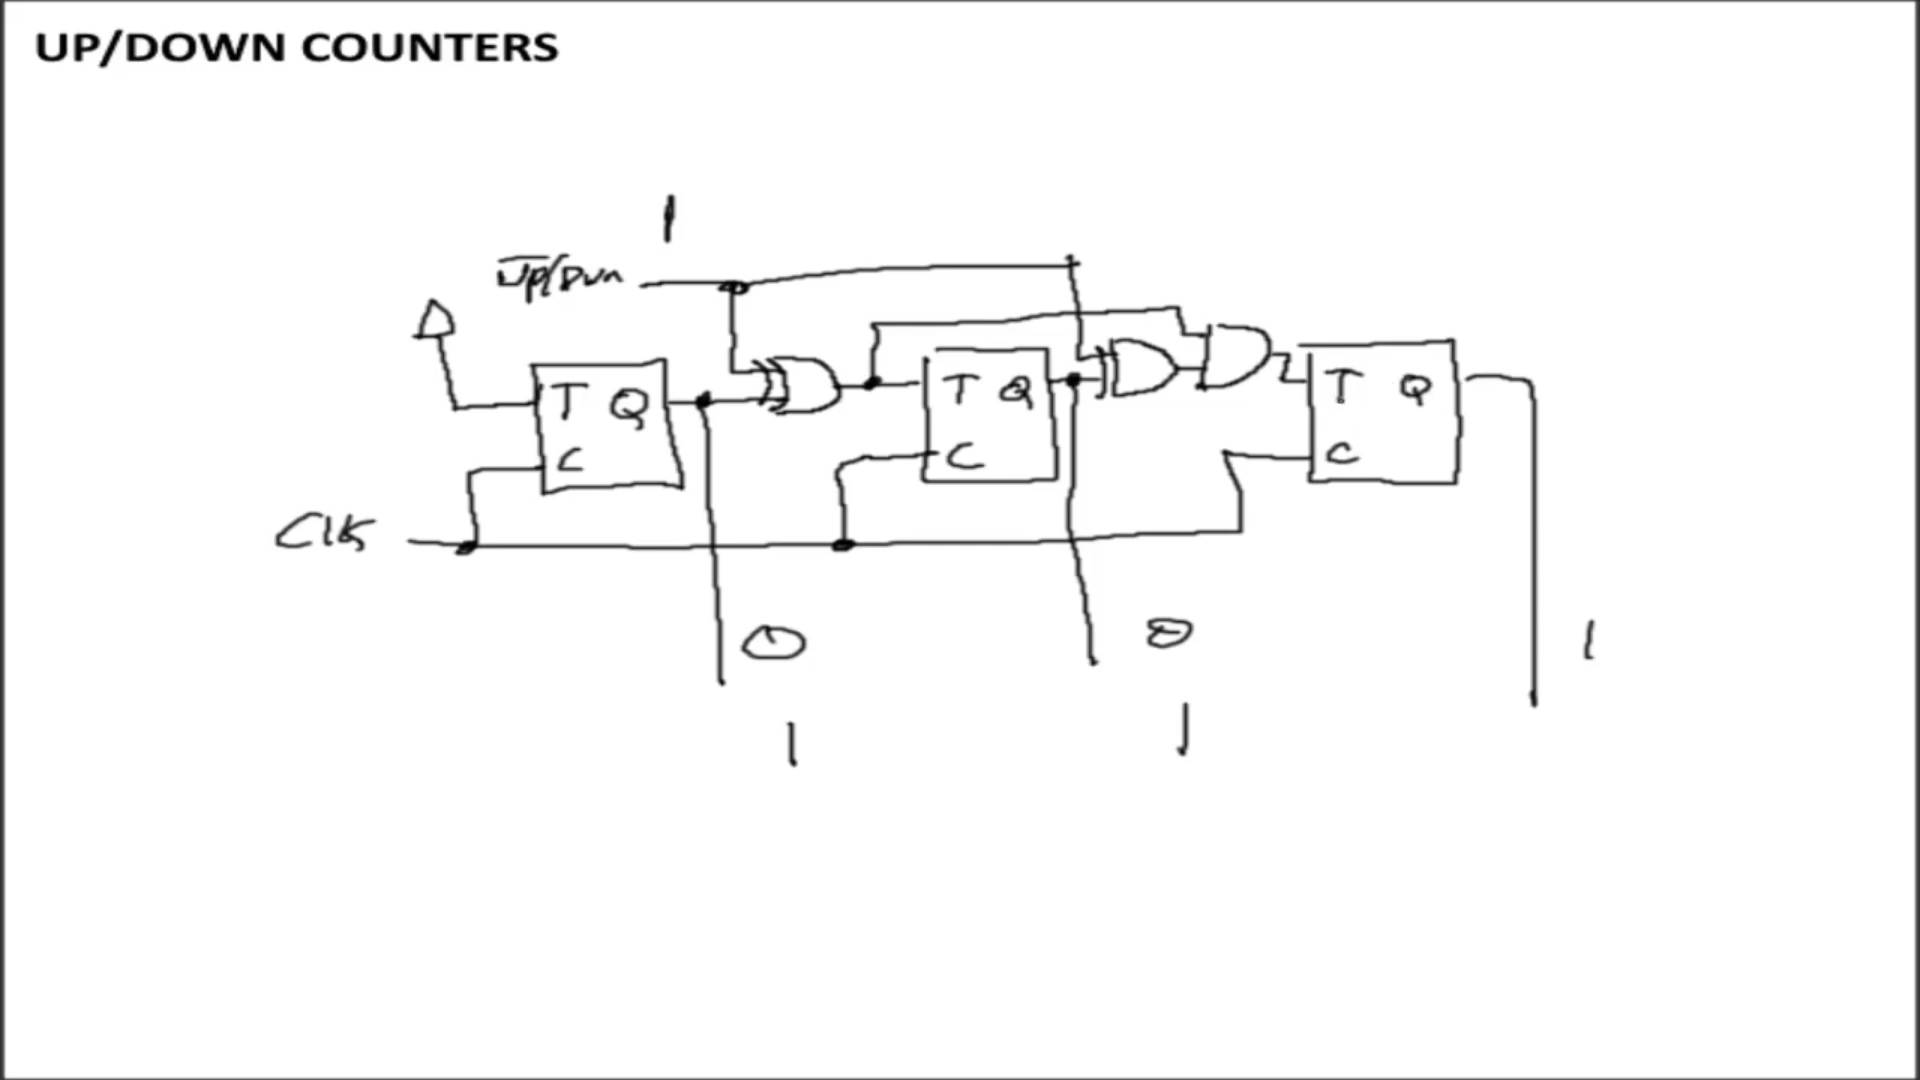 UP/DOWN COUNTERS
1
Up/Dwn
T Q
C
T Q
C
T Q
C
Clk
0 0 1
1 1